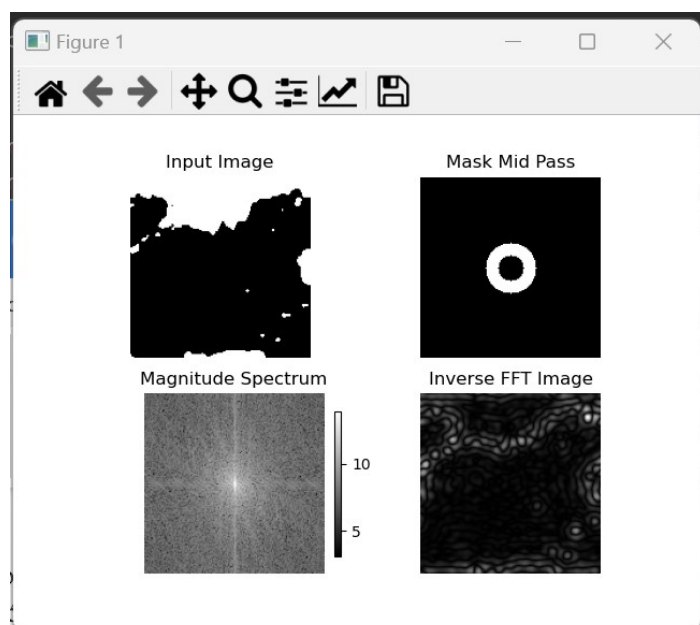 Figure 1
Input Image
Mask Mid Pass
Magnitude Spectrum
Inverse FFT Image
10
5